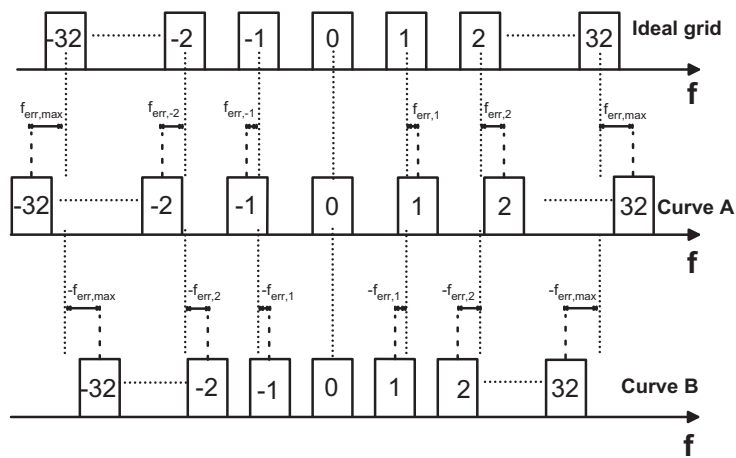 -32 -2 -1 0 1 2 32 Ideal grid
f
f_err,max f_err,-2 f_err,-1 f_err,1 f_err,2 f_err,max
-32 -2 -1 0 1 2 32 Curve A
f
-f_err,max -f_err,2 -f_err,1 -f_err,1 -f_err,2 -f_err,max
-32 -2 -1 0 1 2 32 Curve B
f